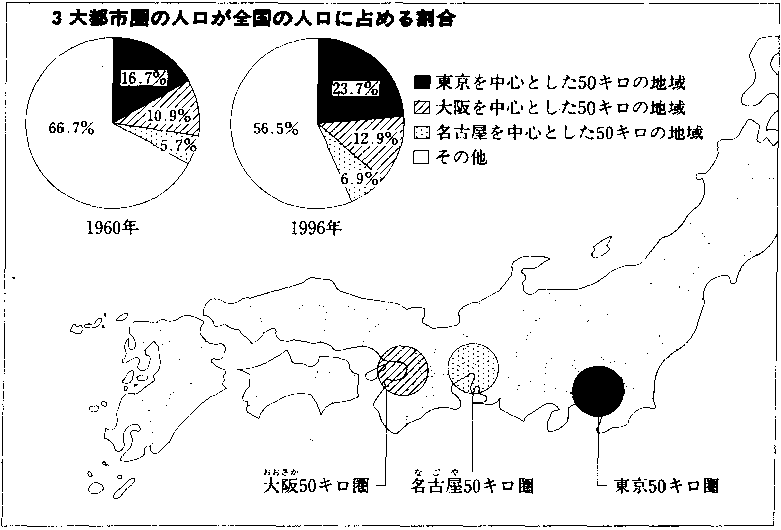 3大都市圏の人口が全国の人口に占める割合
16.7%
10.9%
5.7%
66.7%
1960年
23.7%
12.9%
6.9%
56.5%
1996年
東京を中心とした50キロの地域
大阪を中心とした50キロの地域
名古屋を中心とした50キロの地域
その他
おおさか
大阪50キロ圏
なごや
名古屋50キロ圏
東京50キロ圏